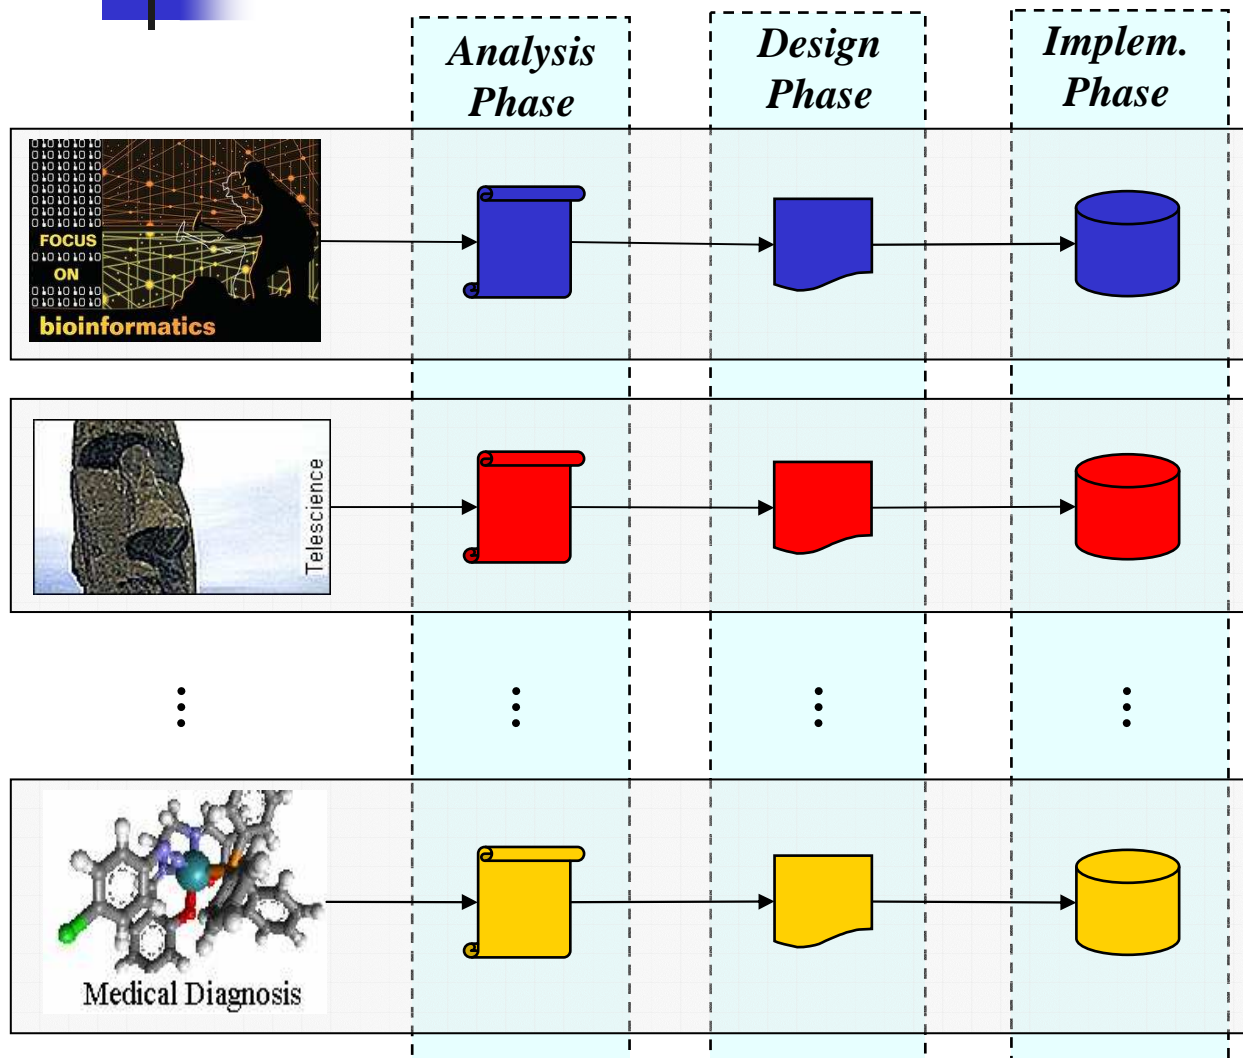 Analysis
Phase
Design
Phase
Implem.
Phase
FOCUS
ON
bioinformatics
Telescience
Medical Diagnosis